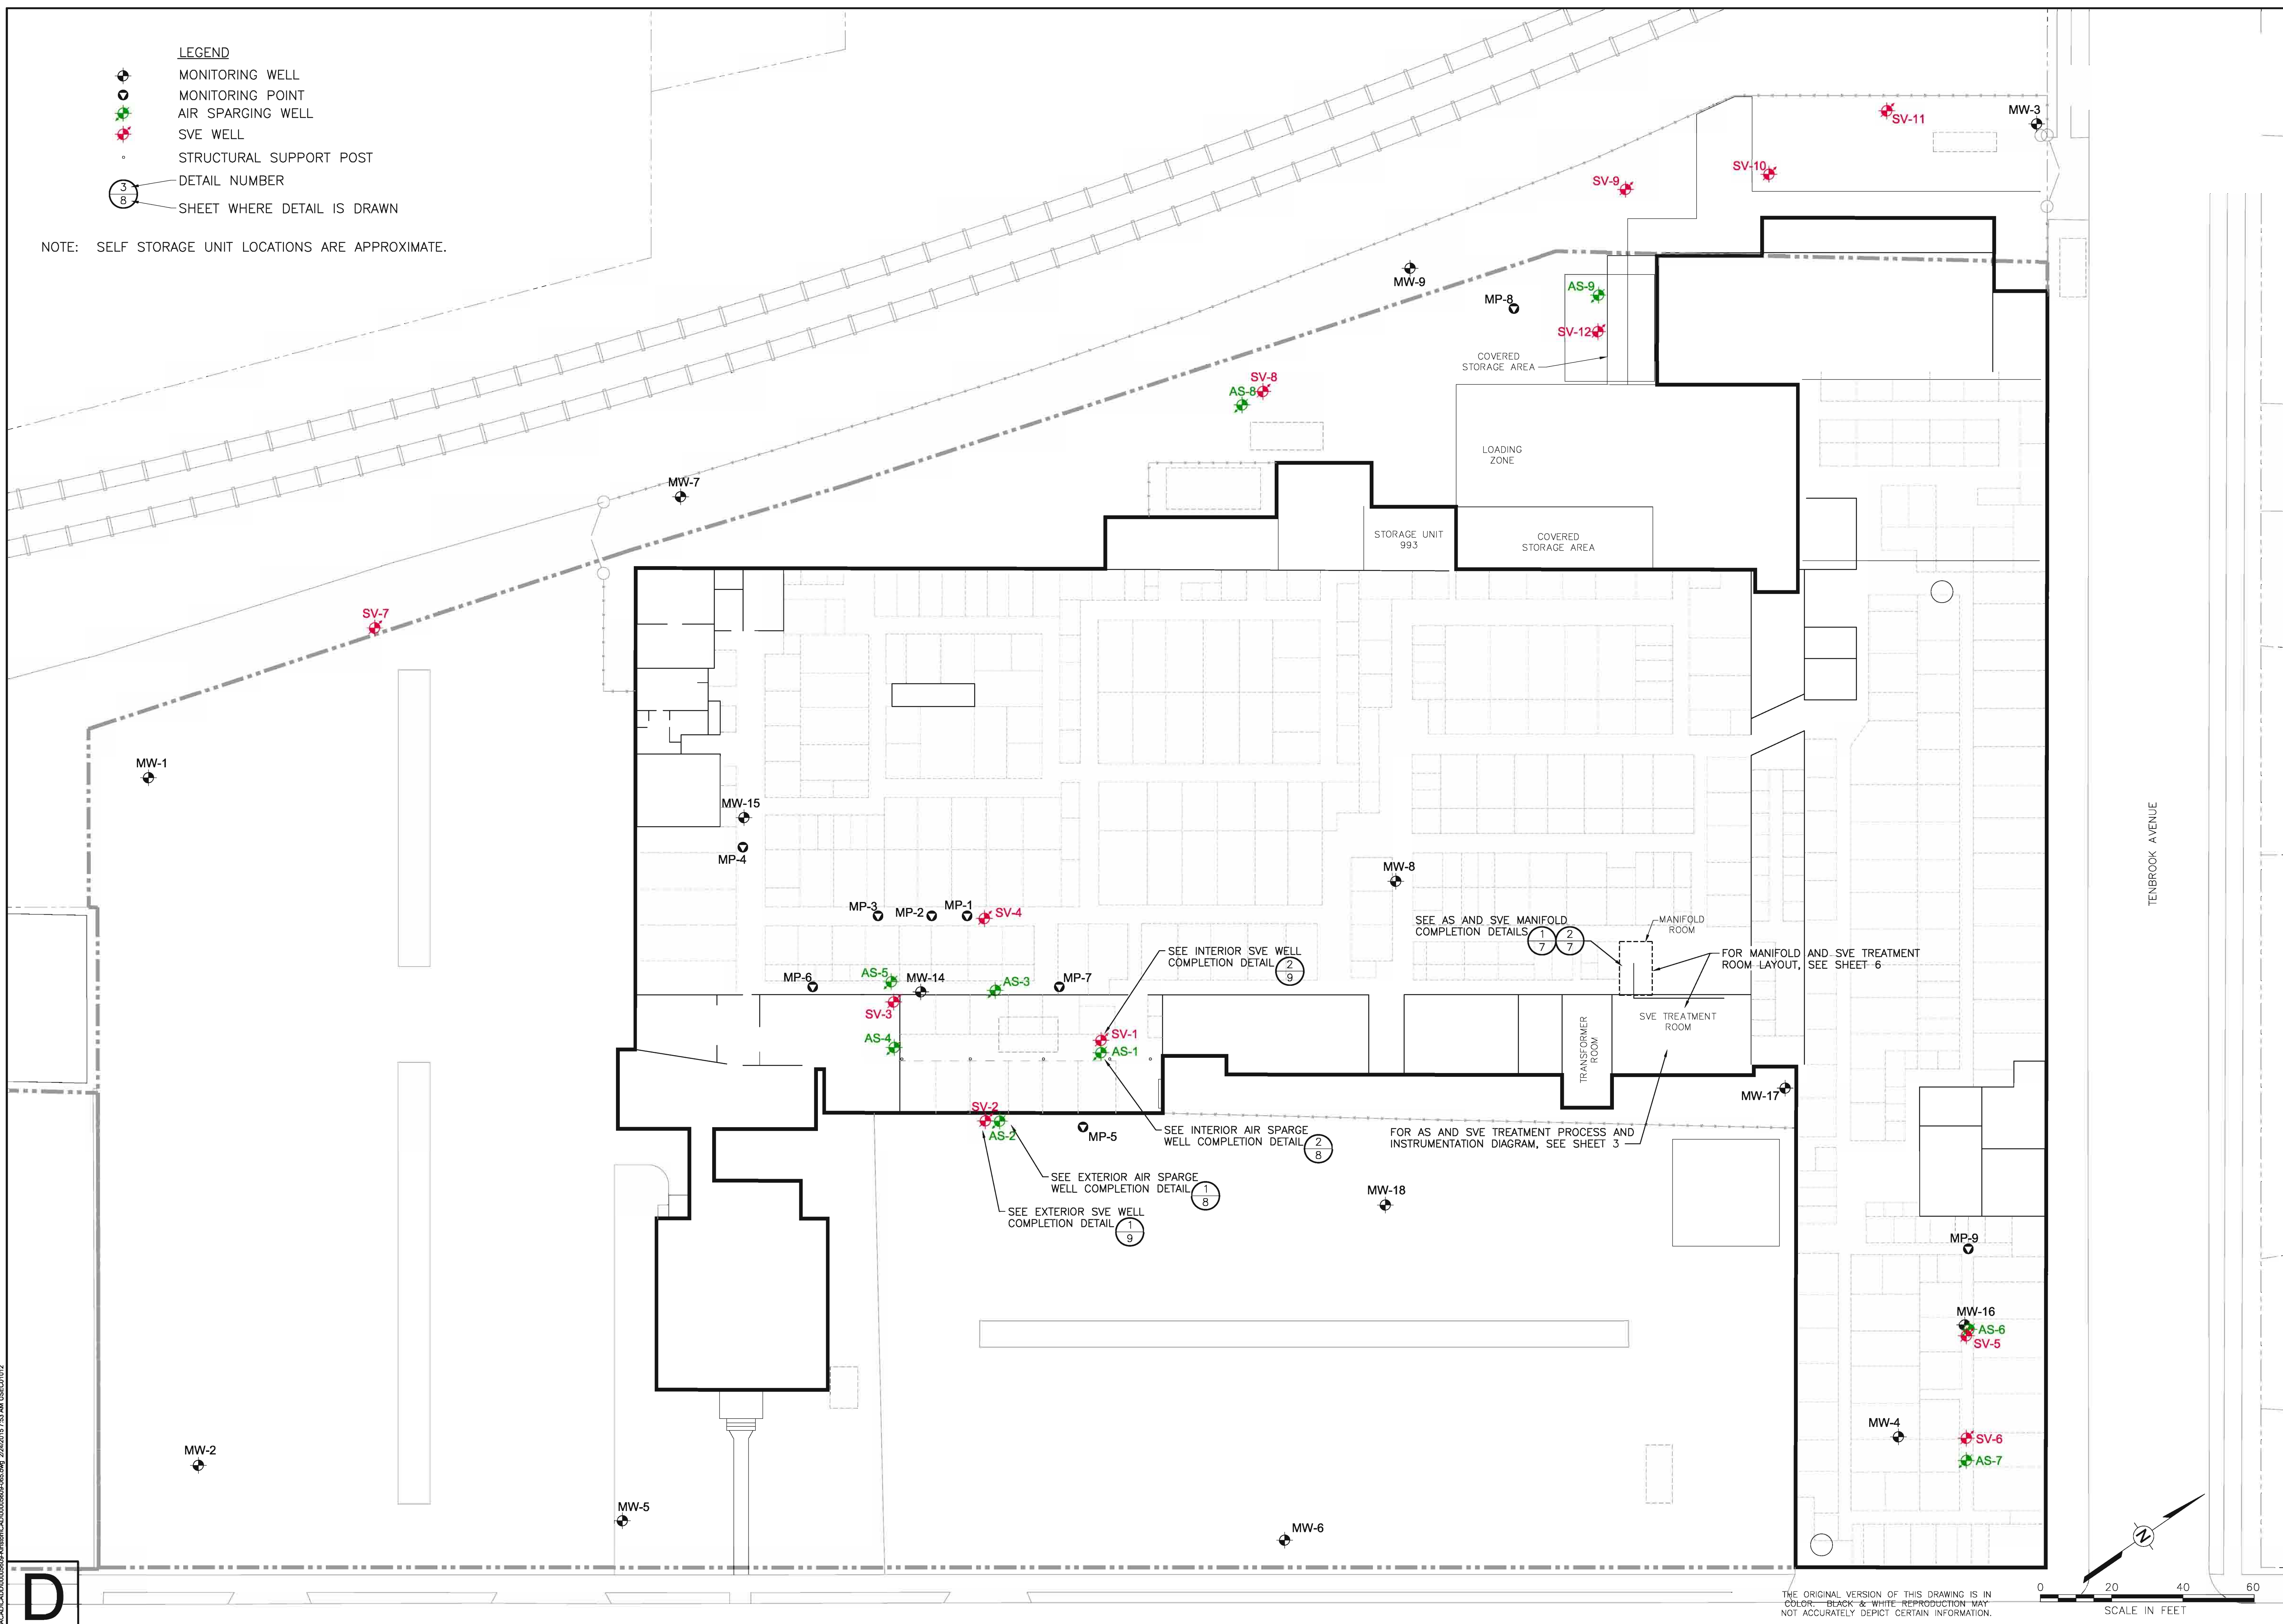 LEGEND
MONITORING WELL
MONITORING POINT
AIR SPARGING WELL
SVE WELL
STRUCTURAL SUPPORT POST
3
8
DETAIL NUMBER
SHEET WHERE DETAIL IS DRAWN
NOTE: SELF STORAGE UNIT LOCATIONS ARE APPROXIMATE.
MW-3
SV-11
SV-10
SV-9
MW-9
MP-8
AS-9
SV-12
COVERED
STORAGE AREA
SV-8
AS-8
LOADING
ZONE
MW-7
STORAGE UNIT
993
COVERED
STORAGE AREA
SV-7
MW-1
MW-15
MP-4
TENBROOK AVENUE
MW-8
MP-3
MP-2
MP-1
SV-4
SEE AS AND SVE MANIFOLD
COMPLETION DETAILS
1
7
2
7
MANIFOLD
ROOM
SEE INTERIOR SVE WELL
COMPLETION DETAIL
2
9
FOR MANIFOLD AND SVE TREATMENT
ROOM LAYOUT, SEE SHEET 6
MP-6
AS-5
MW-14
AS-3
MP-7
SV-3
SVE TREATMENT
ROOM
AS-4
SV-1
AS-1
TRANSFORMER
ROOM
MW-17
SV-2
AS-2
MP-5
SEE INTERIOR AIR SPARGE
WELL COMPLETION DETAIL
2
8
FOR AS AND SVE TREATMENT PROCESS AND
INSTRUMENTATION DIAGRAM, SEE SHEET 3
SEE EXTERIOR AIR SPARGE
WELL COMPLETION DETAIL
1
8
SEE EXTERIOR SVE WELL
COMPLETION DETAIL
1
9
MW-18
MP-9
MW-16
AS-6
SV-5
MW-4
SV-6
AS-7
MW-2
MW-5
MW-6
N
D
THE ORIGINAL VERSION OF THIS DRAWING IS IN
COLOR. BLACK & WHITE REPRODUCTION MAY
NOT ACCURATELY DEPICT CERTAIN INFORMATION.
0 20 40 60
SCALE IN FEET